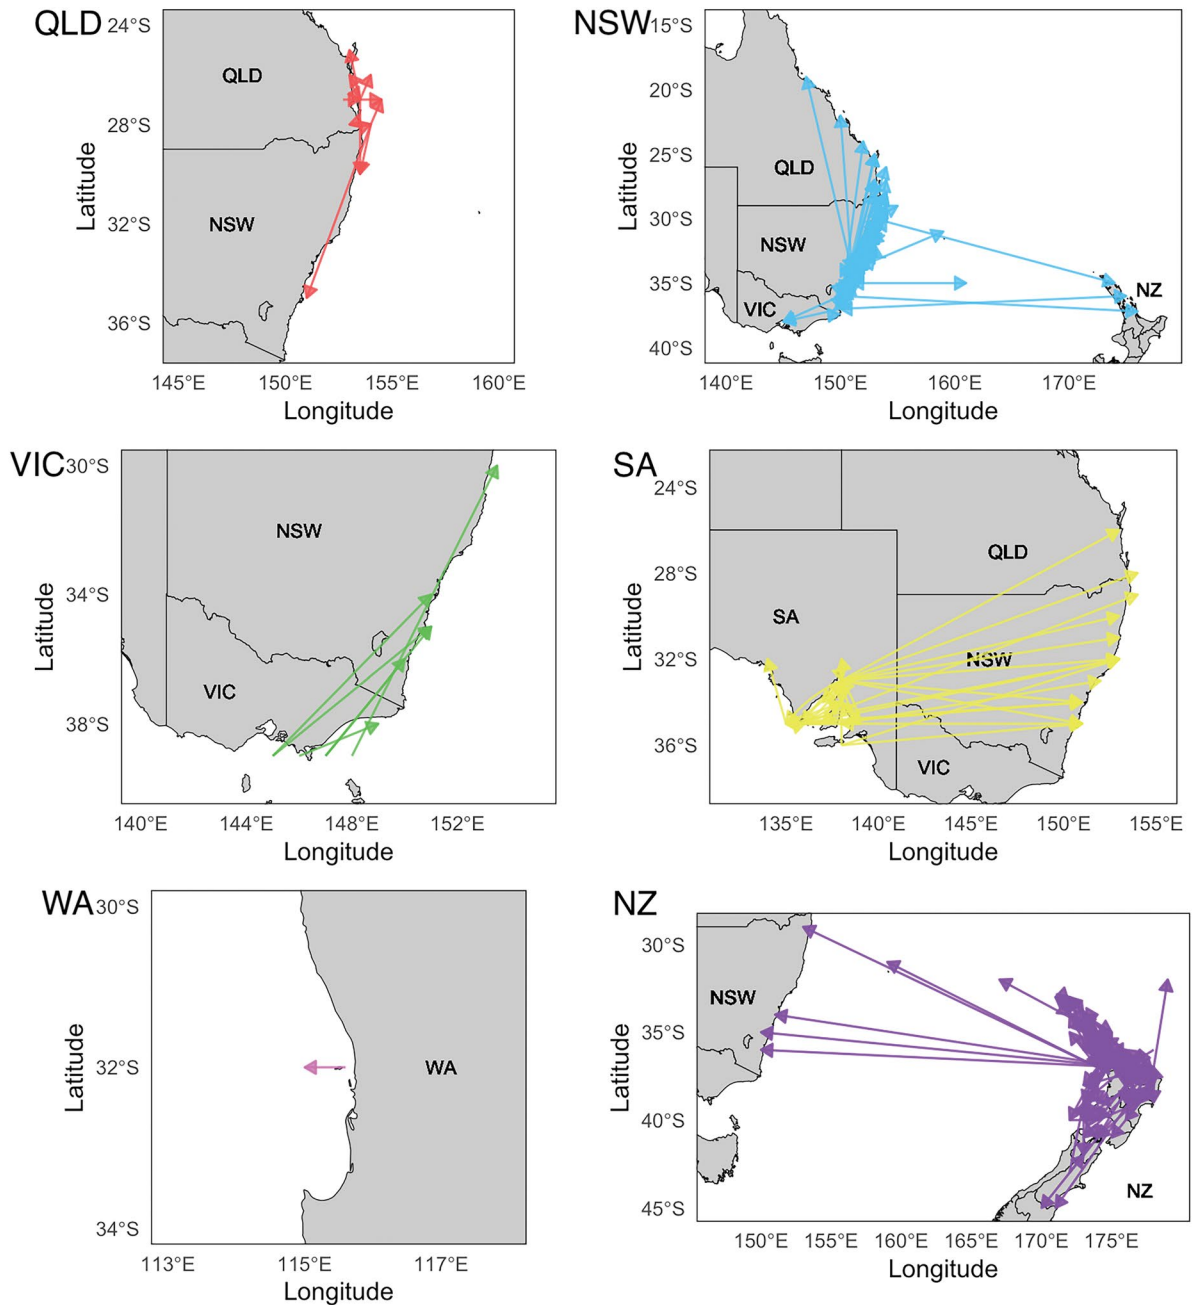 QLD
24°S
28°S
32°S
36°S
Latitude
QLD
NSW
145°E 150°E 155°E 160°E
Longitude
NSW
15°S
20°S
25°S
30°S
35°S
40°S
Latitude
QLD
NSW
VIC
NZ
140°E 150°E 160°E 170°E
Longitude
VIC
30°S
34°S
38°S
Latitude
NSW
VIC
140°E 144°E 148°E 152°E
Longitude
SA
24°S
28°S
32°S
36°S
Latitude
QLD
SA
NSW
VIC
135°E 140°E 145°E 150°E 155°E
Longitude
WA
30°S
32°S
34°S
Latitude
WA
113°E 115°E 117°E
Longitude
NZ
30°S
35°S
40°S
45°S
Latitude
NSW
NZ
150°E 155°E 160°E 165°E 170°E 175°E
Longitude